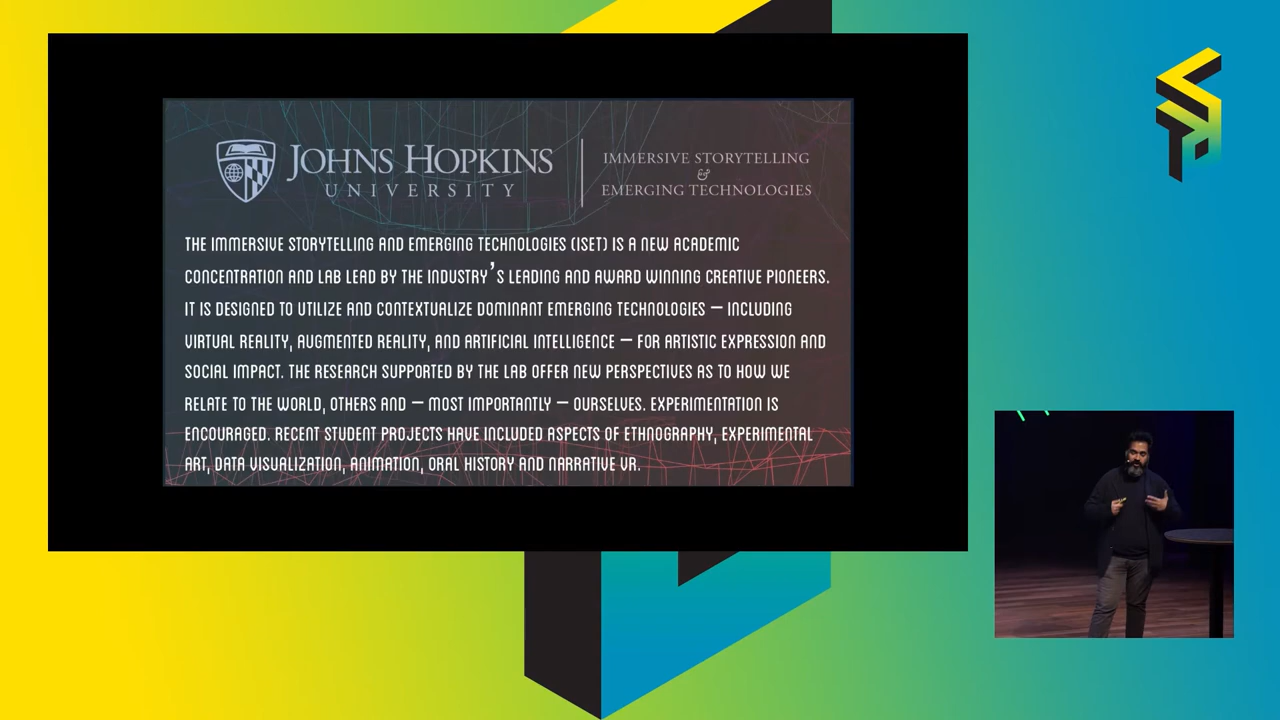 JOHNS HOPKINS
UNIVERSITY
IMMERSIVE STORYTELLING
&
EMERGING TECHNOLOGIES
THE IMMERSIVE STORYTELLING AND EMERGING TECHNOLOGIES (ISET) IS A NEW ACADEMIC
CONCENTRATION AND LAB LEAD BY THE INDUSTRY'S LEADING AND AWARD WINNING CREATIVE PIONEERS.
IT IS DESIGNED TO UTILIZE AND CONTEXTUALIZE DOMINANT EMERGING TECHNOLOGIES – INCLUDING
VIRTUAL REALITY, AUGMENTED REALITY, AND ARTIFICIAL INTELLIGENCE – FOR ARTISTIC EXPRESSION AND
SOCIAL IMPACT. THE RESEARCH SUPPORTED BY THE LAB OFFER NEW PERSPECTIVES AS TO HOW WE
RELATE TO THE WORLD, OTHERS AND – MOST IMPORTANTLY – OURSELVES. EXPERIMENTATION IS
ENCOURAGED. RECENT STUDENT PROJECTS HAVE INCLUDED ASPECTS OF ETHNOGRAPHY, EXPERIMENTAL
ART, DATA VISUALIZATION, ANIMATION, ORAL HISTORY AND NARRATIVE VR.